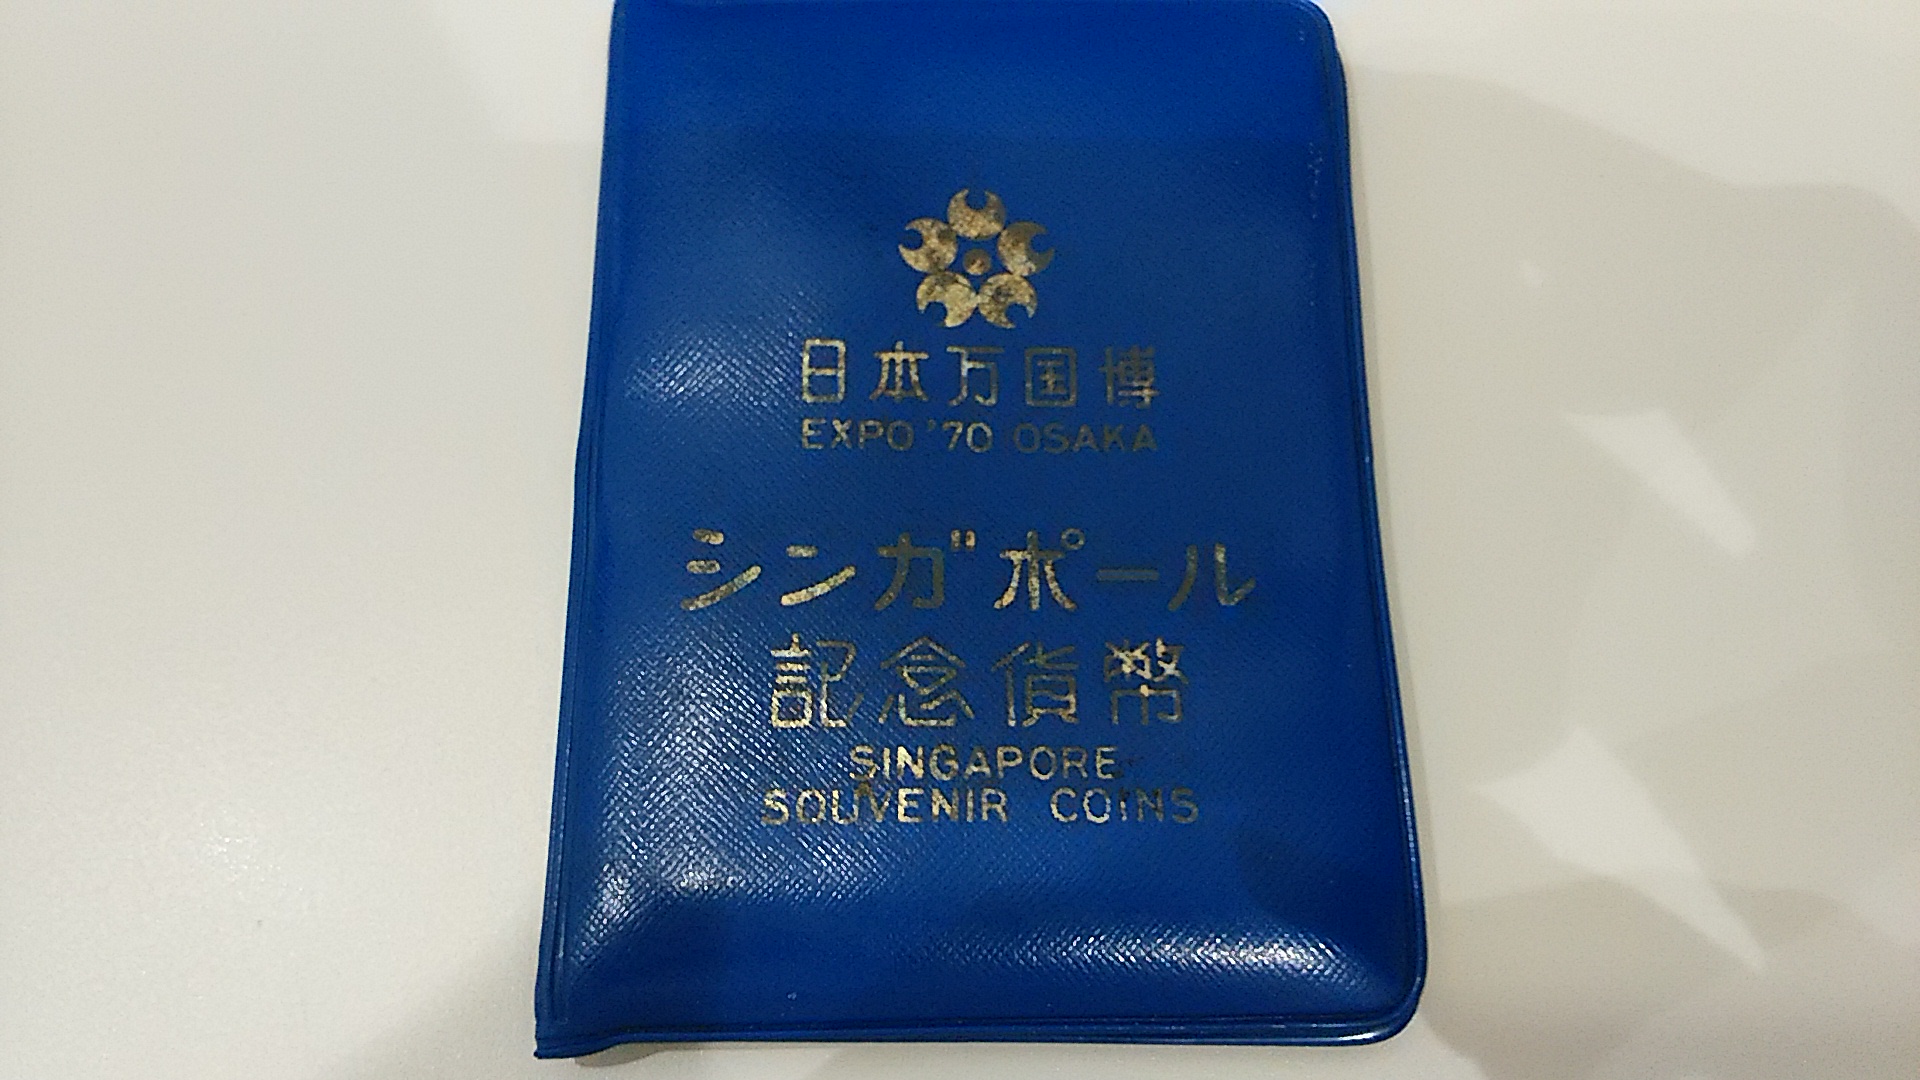 日本万国博
EXPO '70 OSAKA
シンガポール
記念貨幣
SINGAPORE
SOUVENIR COINS